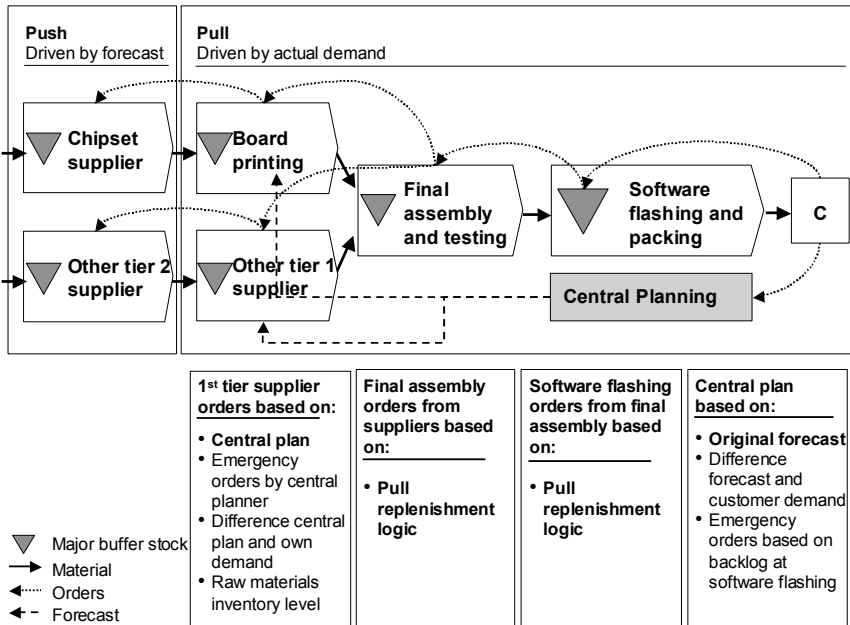 Push
Driven by forecast
Pull
Driven by actual demand
Chipset
supplier
Board
printing
Final
assembly
and testing
Software
flashing and
packing
C
Other tier 2
supplier
Other tier 1
supplier
Central Planning
1st tier supplier
orders based on:
• Central plan
• Emergency
orders by central
planner
• Difference central
plan and own
demand
• Raw materials
inventory level
Final assembly
orders from
suppliers based
on:
• Pull
replenishment
logic
Software flashing
orders from final
assembly based
on:
• Pull
replenishment
logic
Central plan
based on:
• Original forecast
• Difference
forecast and
customer demand
• Emergency
orders based on
backlog at
software flashing
Major buffer stock
Material
Orders
Forecast